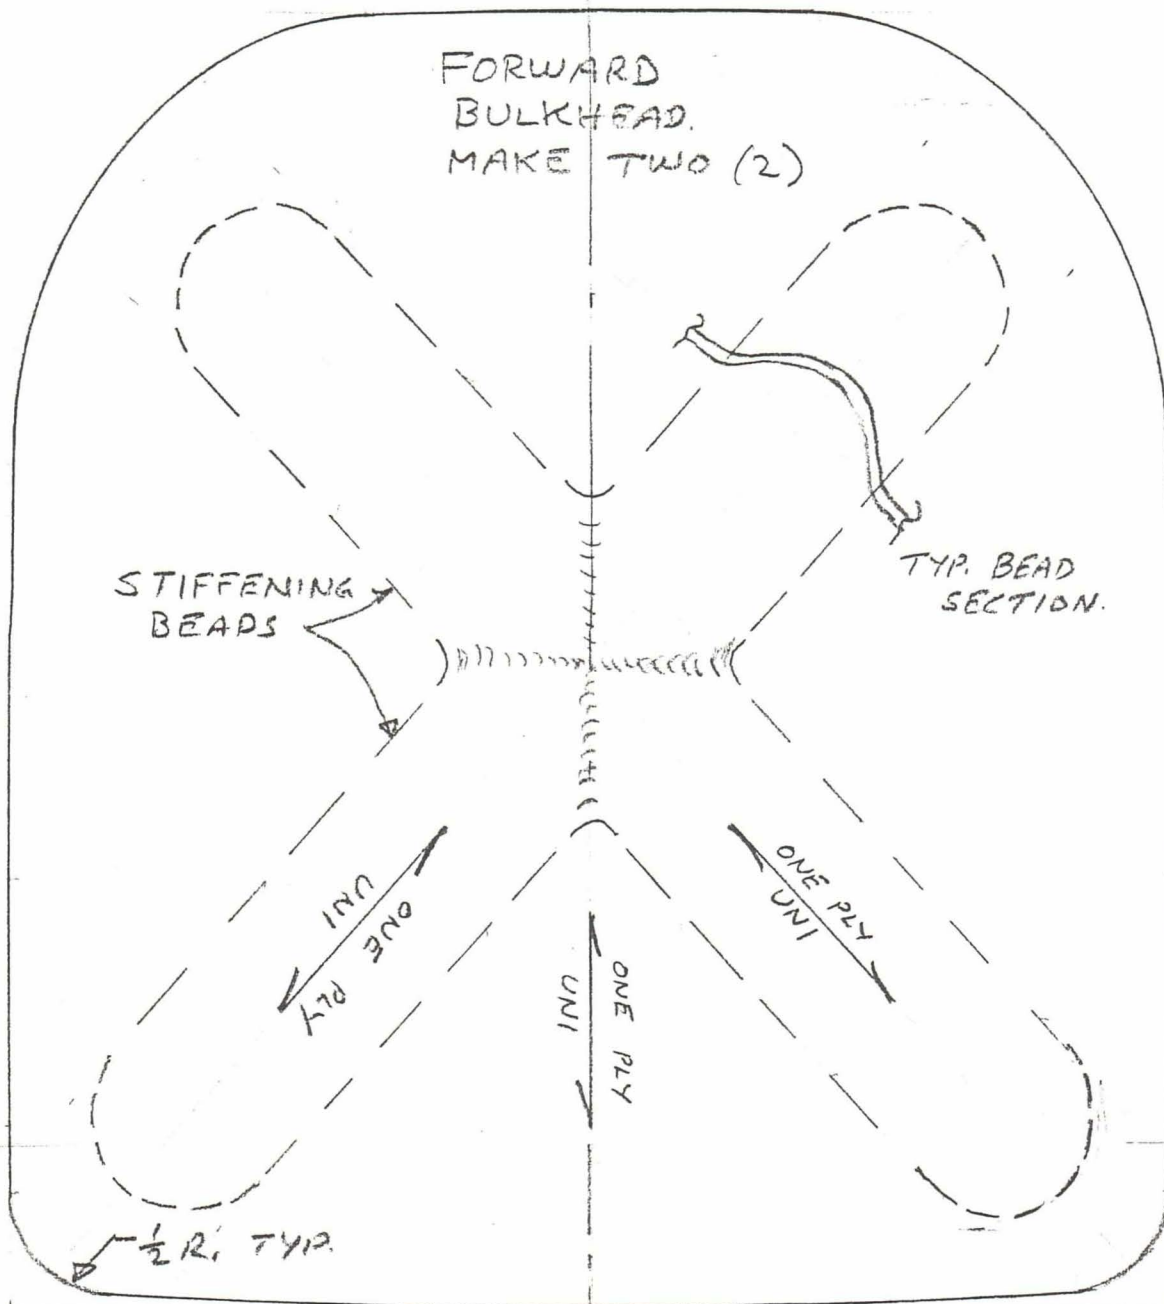 FORWARD
BULKHEAD.
MAKE TWO (2)
TYP. BEAD
SECTION.
STIFFENING
BEADS
UNI
ONE PLY
ONE PLY
UNI
ONE PLY
UNI
1/2 R. TYP.